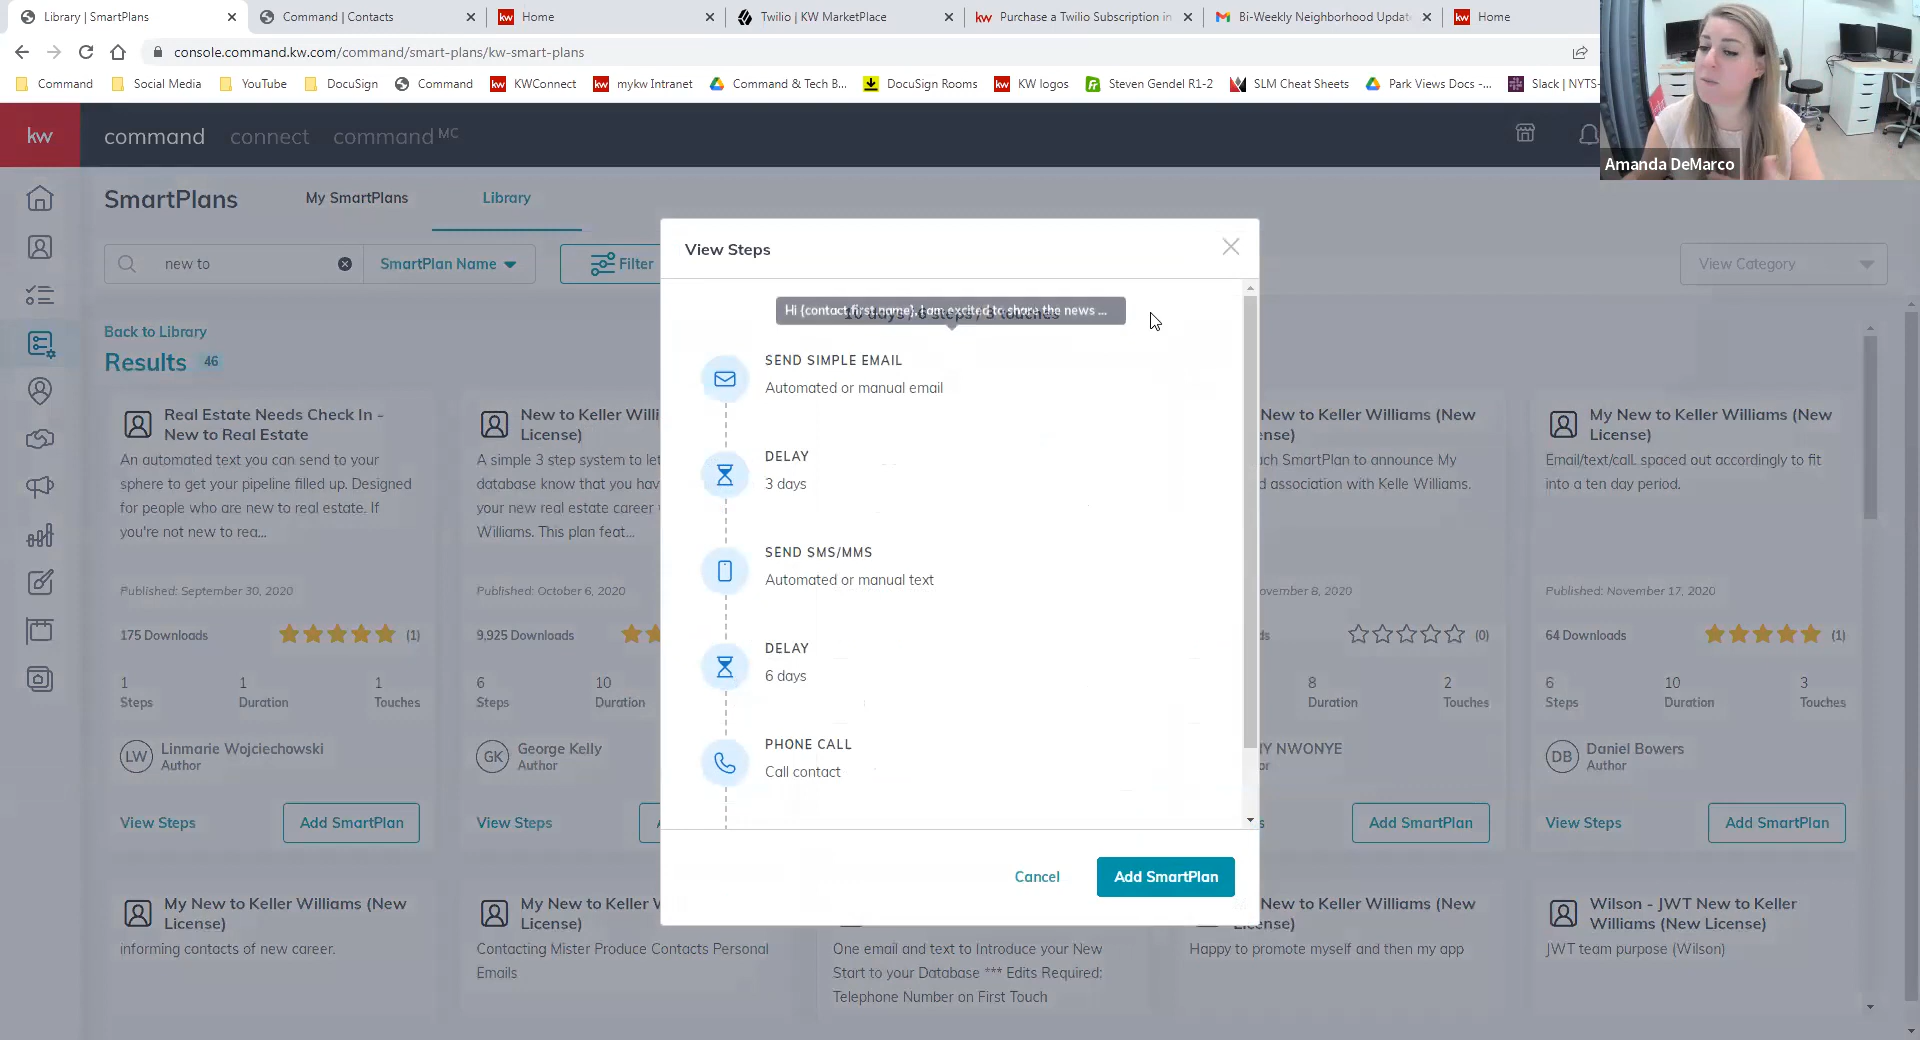 Library | SmartPlans
Command | Contacts
Home
Twilio | KW MarketPlace
Purchase a Twilio Subscription in
Bi-Weekly Neighborhood Updat
Home
console.command.kw.com/command/smart-plans/kw-smart-plans
Command
Social Media
YouTube
DocuSign
Command
KWConnect
mykw Intranet
Command & Tech B...
DocuSign Rooms
KW logos
Steven Gendel R1-2
SLM Cheat Sheets
Park Views Docs -...
Slack | NYTS-
Amanda DeMarco
kw
command
connect
command MC
SmartPlans
My SmartPlans
Library
new to
SmartPlan Name
Filter
View Category
Back to Library
Results 46
View Steps
Hi {contact.first.name}, I am excited to share the news ...
10 days / 6 steps / 3 touches
SEND SIMPLE EMAIL
Automated or manual email
DELAY
3 days
SEND SMS/MMS
Automated or manual text
DELAY
6 days
PHONE CALL
Call contact
Cancel
Add SmartPlan
Real Estate Needs Check In -
New to Real Estate
An automated text you can send to your
sphere to get your pipeline filled up. Designed
for people who are new to real estate. If
you're not new to rea...
Published: September 30, 2020
175 Downloads
(1)
1
Steps
1
Duration
1
Touches
LW
Linmarie Wojciechowski
Author
View Steps
Add SmartPlan
New to Keller Willi
License)
A simple 3 step system to let
database know that you hav
your new real estate career
Williams. This plan feat...
Published: October 6, 2020
9,925 Downloads
6
Steps
10
Duration
GK
George Kelly
Author
View Steps
New to Keller Williams (New
ense)
ach SmartPlan to announce My
d association with Kelle Williams.
ovember 8, 2020
ds
(0)
8
Duration
2
Touches
Y NWONYE
or
s
Add SmartPlan
My New to Keller Williams (New
License)
Email/text/call. spaced out accordingly to fit
into a ten day period.
Published: November 17, 2020
64 Downloads
(1)
6
Steps
10
Duration
3
Touches
DB
Daniel Bowers
Author
View Steps
Add SmartPlan
My New to Keller Williams (New
License)
informing contacts of new career.
My New to Keller W
License)
Contacting Mister Produce Contacts Personal
Emails
One email and text to Introduce your New
Start to your Database *** Edits Required:
Telephone Number on First Touch
New to Keller Williams (New
License)
Happy to promote myself and then my app
Wilson - JWT New to Keller
Williams (New License)
JWT team purpose (Wilson)